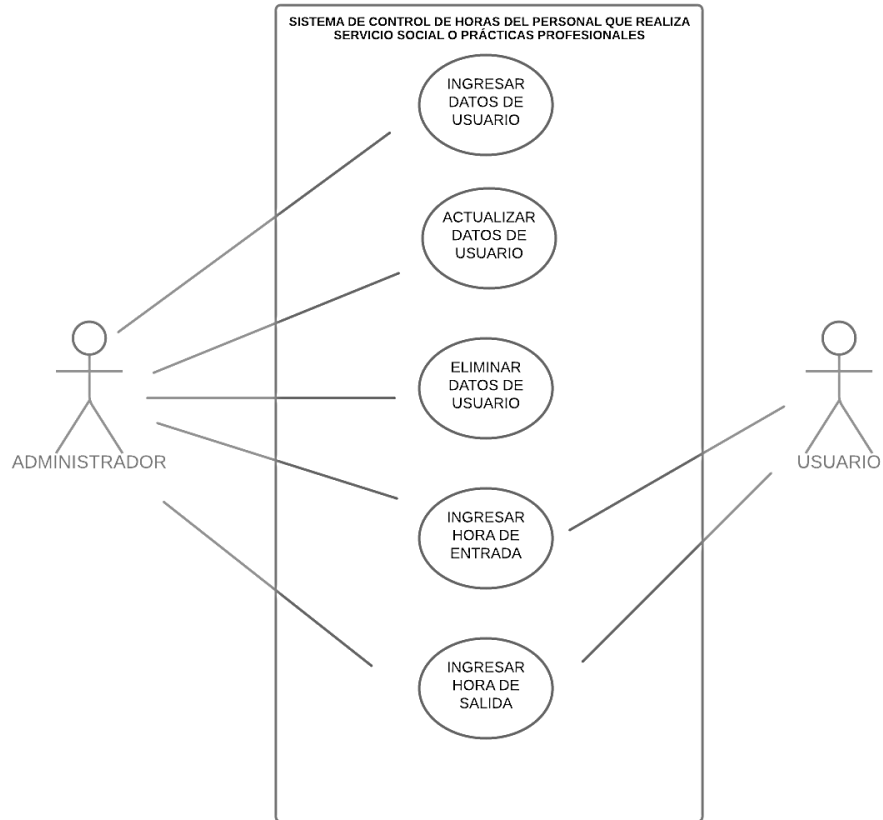 SISTEMA DE CONTROL DE HORAS DEL PERSONAL QUE REALIZA
SERVICIO SOCIAL O PRÁCTICAS PROFESIONALES
INGRESAR
DATOS DE
USUARIO
ACTUALIZAR
DATOS DE
USUARIO
ELIMINAR
DATOS DE
USUARIO
ADMINISTRADOR
USUARIO
INGRESAR
HORA DE
ENTRADA
INGRESAR
HORA DE
SALIDA